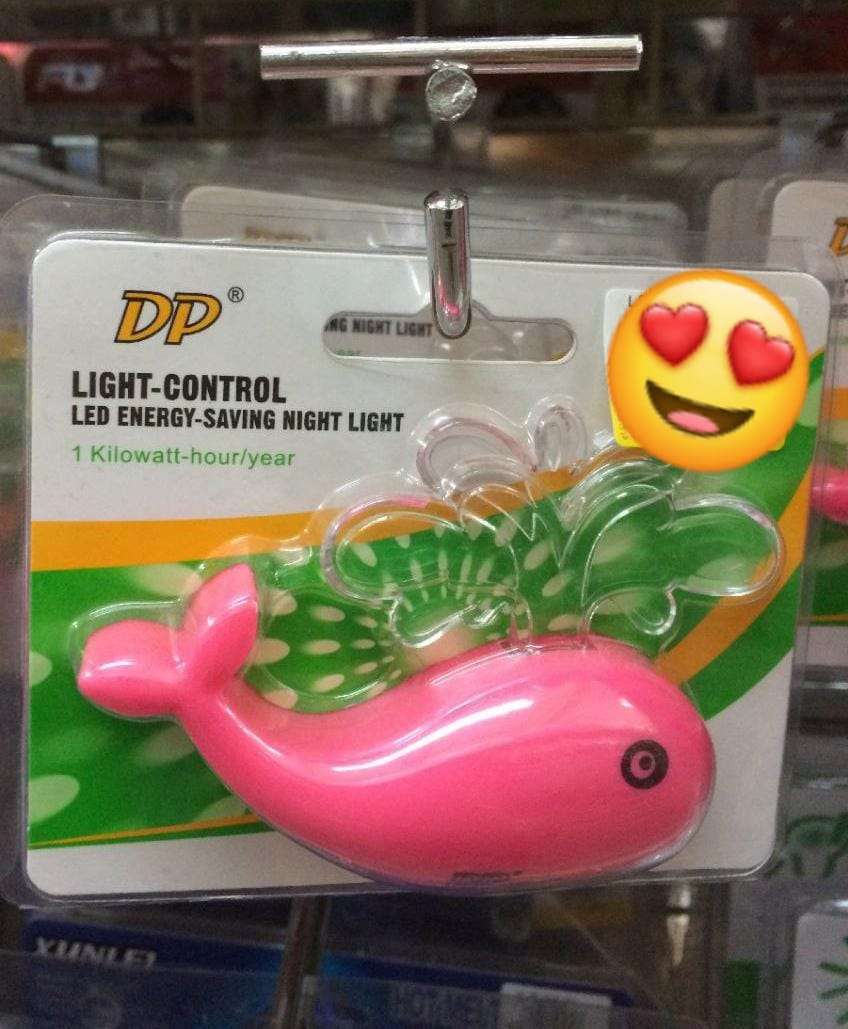 DP®
NG NIGHT LIGHT
LIGHT-CONTROL
LED ENERGY-SAVING NIGHT LIGHT
1 Kilowatt-hour/year
XUNLEI